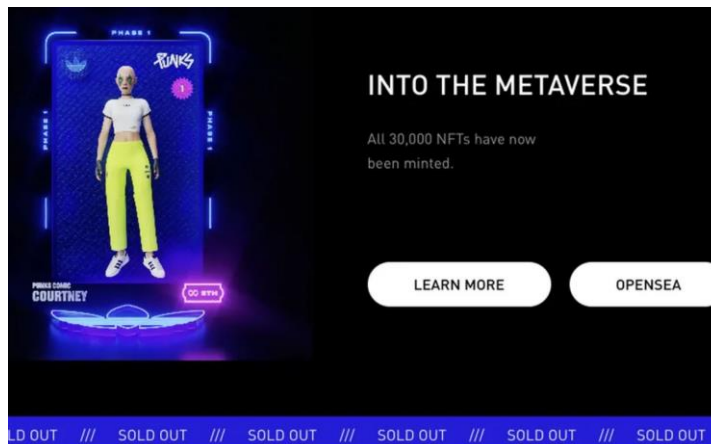 PHASE 1
PUNKS
1
PHASE 1
PHASE 1
PUNKS COMIC
COURTNEY
INTO THE METAVERSE
All 30,000 NFTs have now
been minted.
LEARN MORE
OPENSEA
LD OUT /// SOLD OUT /// SOLD OUT /// SOLD OUT /// SOLD OUT /// SOLD OUT